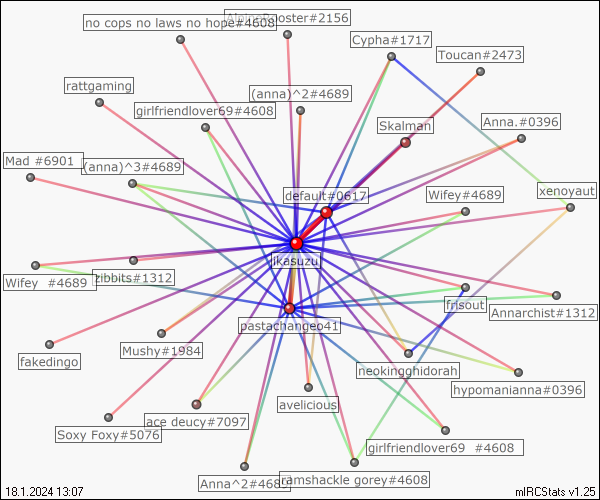 no cops no laws no hope#4608
AlpineRooster#2156
Cypha#1717
Toucan#2473
rattgaming
(anna)^2#4689
girlfriendlover69#4608
Skalman
Anna.#0396
Mad #6901
(anna)^3#4689
default#0617
Wifey#4689
xenoyaut
likasuzu
Wifey #4689
zibbits#1312
frisout
Annarchist#1312
pastachangeo41
fakedingo
Mushy#1984
neokingghidorah
hypomanianna#0396
avelicious
Soxy Foxy#5076
ace deucy#7097
girlfriendlover69 #4608
Anna^2#4689
ramshackle gorey#4608
18.1.2024 13:07
mIRCStats v1.25